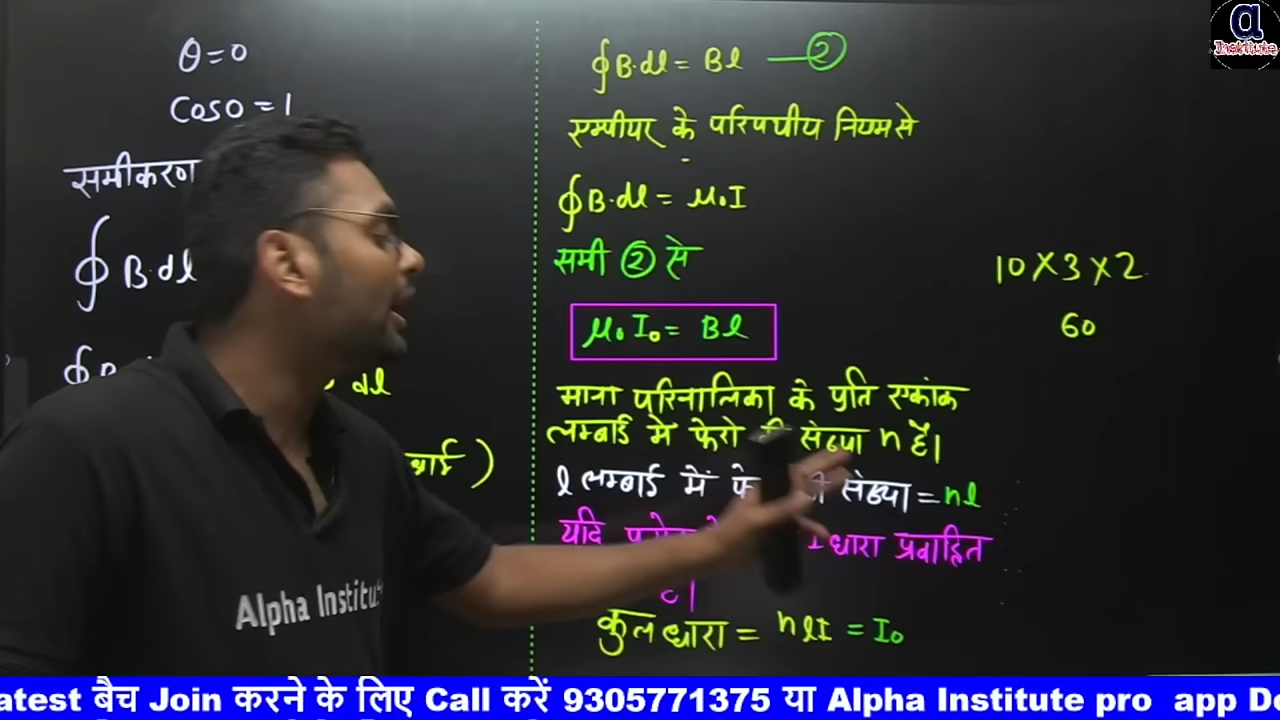 θ=0
Cos0 = 1
समीकरण
∮ B·dl
∮ B
dl
)
∮B·dl = Bl —②
एम्पीयर के परिपथीय नियम से
∮B·dl = μ₀I
समी ② से
μ₀I₀ = Bl
माना परिनालिका के प्रति एकांक
लम्बाई में फेरो की संख्या n है।
l लम्बाई में संख्या = nl
यदि I धारा प्रवाहित
कुल धारा = nlI = I₀
10 X 3 X 2
60
α
Institute
Alpha Institut
atest बैच Join करने के लिए Call करें 9305771375 या Alpha Institute pro app Do